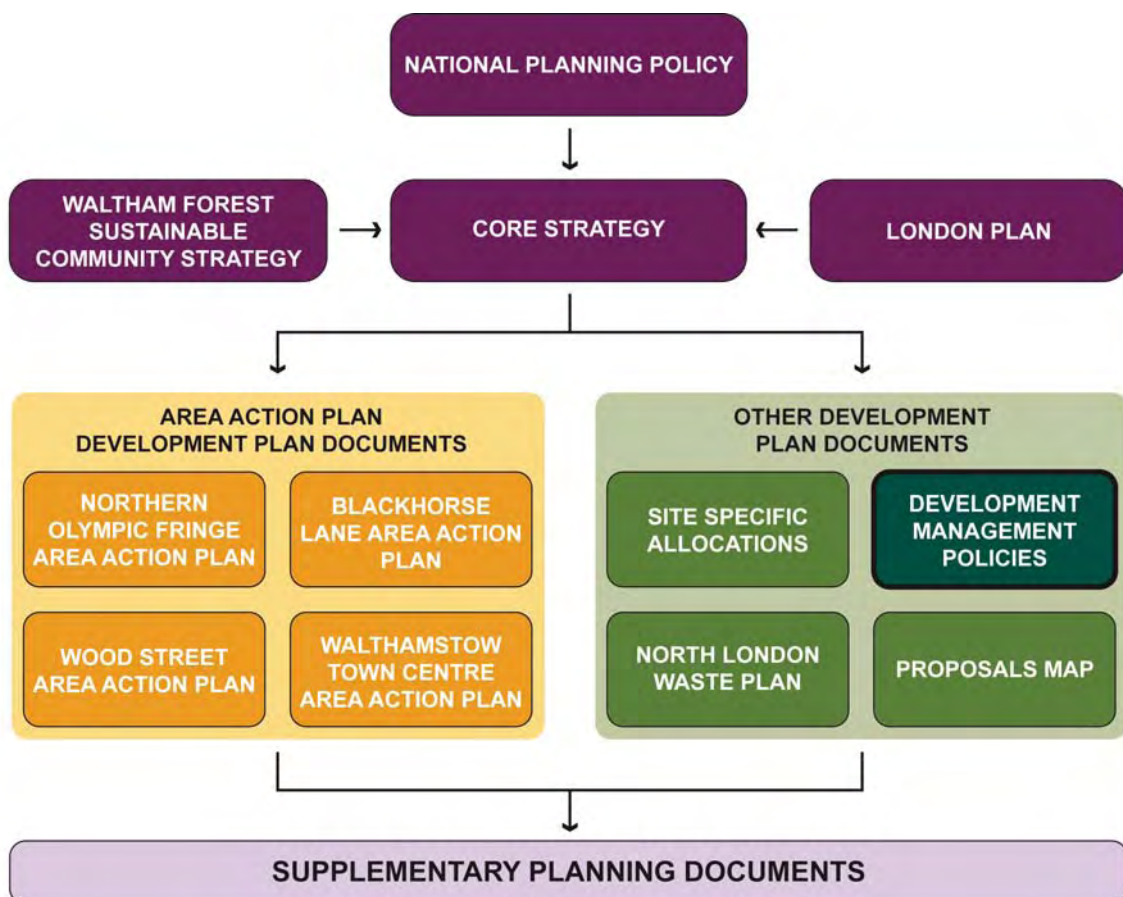 NATIONAL PLANNING POLICY
WALTHAM FOREST
SUSTAINABLE
COMMUNITY STRATEGY
CORE STRATEGY
LONDON PLAN
AREA ACTION PLAN
DEVELOPMENT PLAN DOCUMENTS
NORTHERN
OLYMPIC FRINGE
AREA ACTION PLAN
BLACKHORSE
LANE AREA ACTION
PLAN
WOOD STREET
AREA ACTION PLAN
WALTHAMSTOW
TOWN CENTRE
AREA ACTION PLAN
OTHER DEVELOPMENT
PLAN DOCUMENTS
SITE SPECIFIC
ALLOCATIONS
DEVELOPMENT
MANAGEMENT
POLICIES
NORTH LONDON
WASTE PLAN
PROPOSALS MAP
SUPPLEMENTARY PLANNING DOCUMENTS